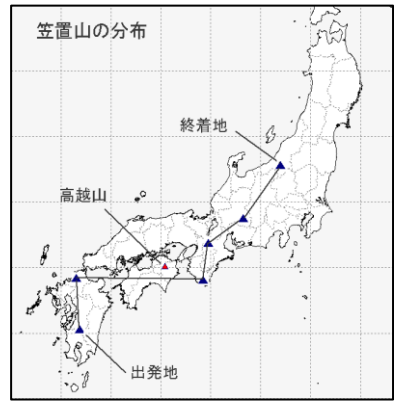 笠置山の分布
終着地
高越山
出発地